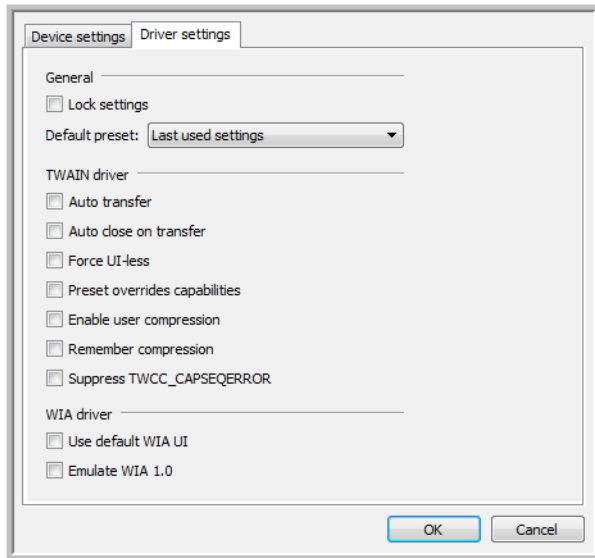 Device settings Driver settings
General
Lock settings
Default preset: Last used settings
TWAIN driver
Auto transfer
Auto close on transfer
Force UI-less
Preset overrides capabilities
Enable user compression
Remember compression
Suppress TWCC_CAPSEQERROR
WIA driver
Use default WIA UI
Emulate WIA 1.0
OK Cancel